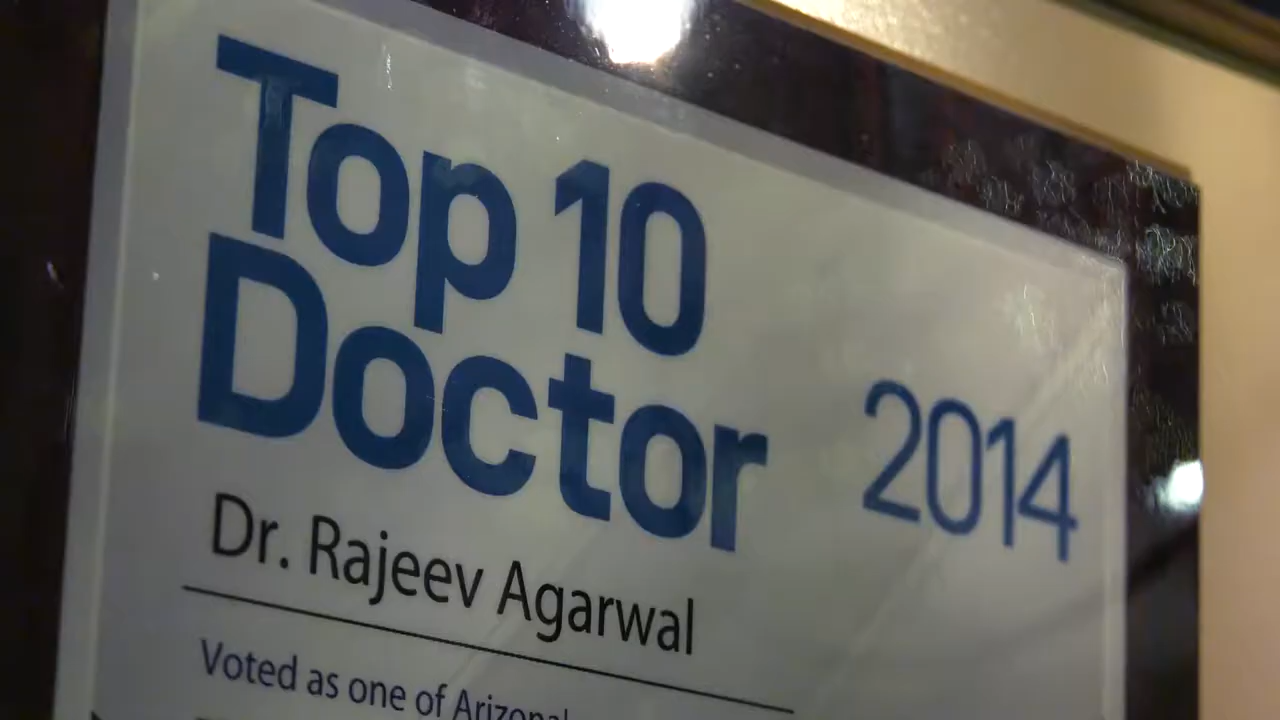 Top 10
Doctor
2014
Dr. Rajeev Agarwal
Voted as one of